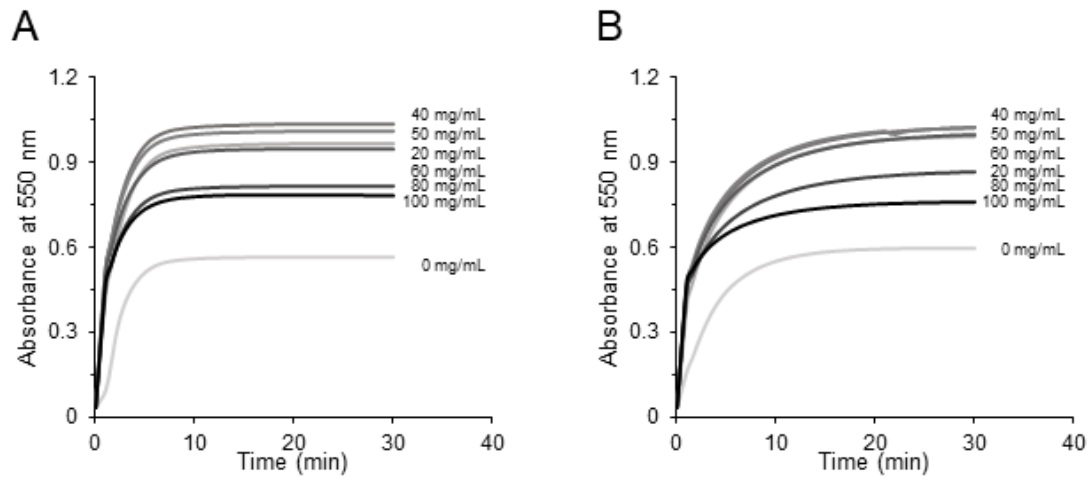 A
Absorbance at 550 nm
1.2
0.9
0.6
0.3
0
40 mg/mL
50 mg/mL
20 mg/mL
60 mg/mL
80 mg/mL
100 mg/mL
0 mg/mL
0 10 20 30 40
Time (min)
B
Absorbance at 550 nm
1.2
0.9
0.6
0.3
0
40 mg/mL
50 mg/mL
60 mg/mL
20 mg/mL
80 mg/mL
100 mg/mL
0 mg/mL
0 10 20 30 40
Time (min)